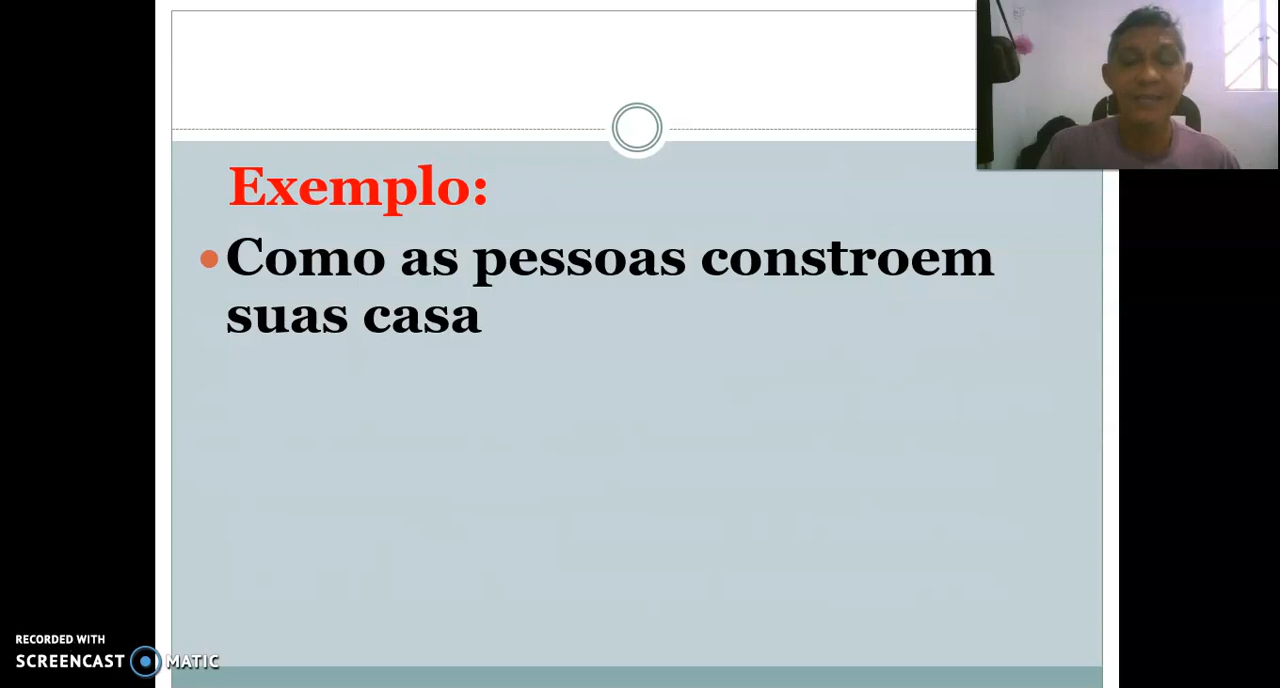 Exemplo:
Como as pessoas constroem
suas casa
RECORDED WITH
SCREENCAST MATIC